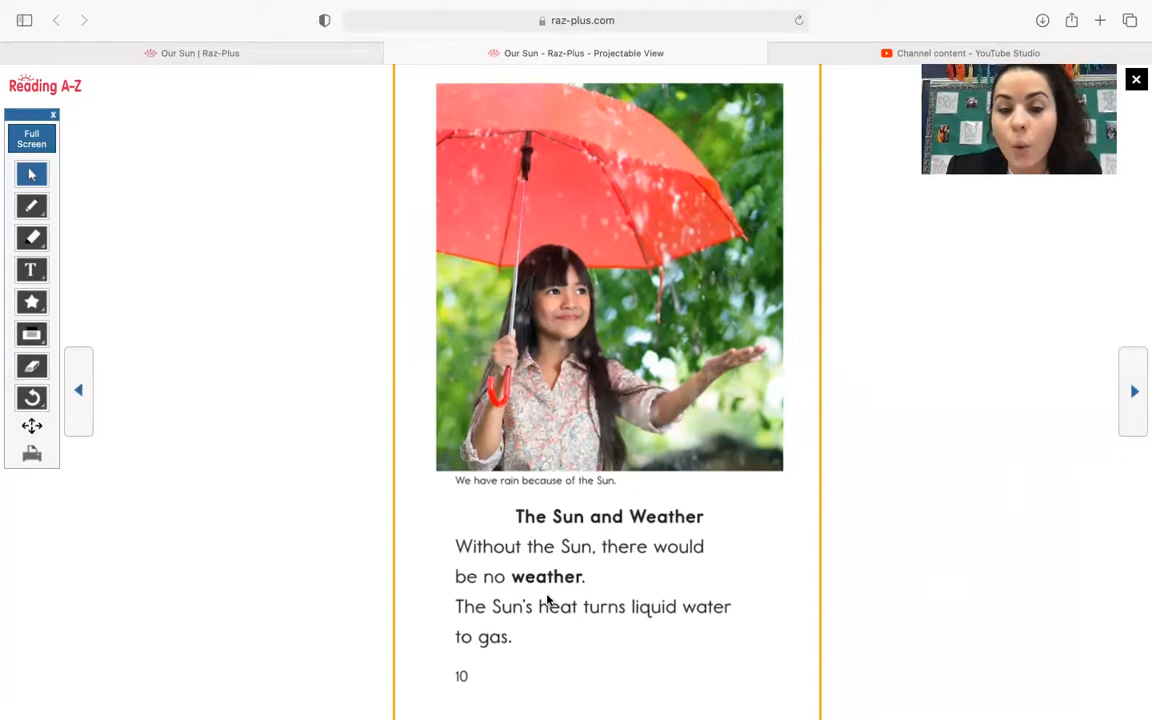 raz-plus.com
Our Sun | Raz-Plus
Our Sun - Raz-Plus - Projectable View
Channel content - YouTube Studio
Reading A-Z
x
Full
Screen
T
We have rain because of the Sun.
The Sun and Weather
Without the Sun, there would
be no weather.
The Sun's heat turns liquid water
to gas.
10